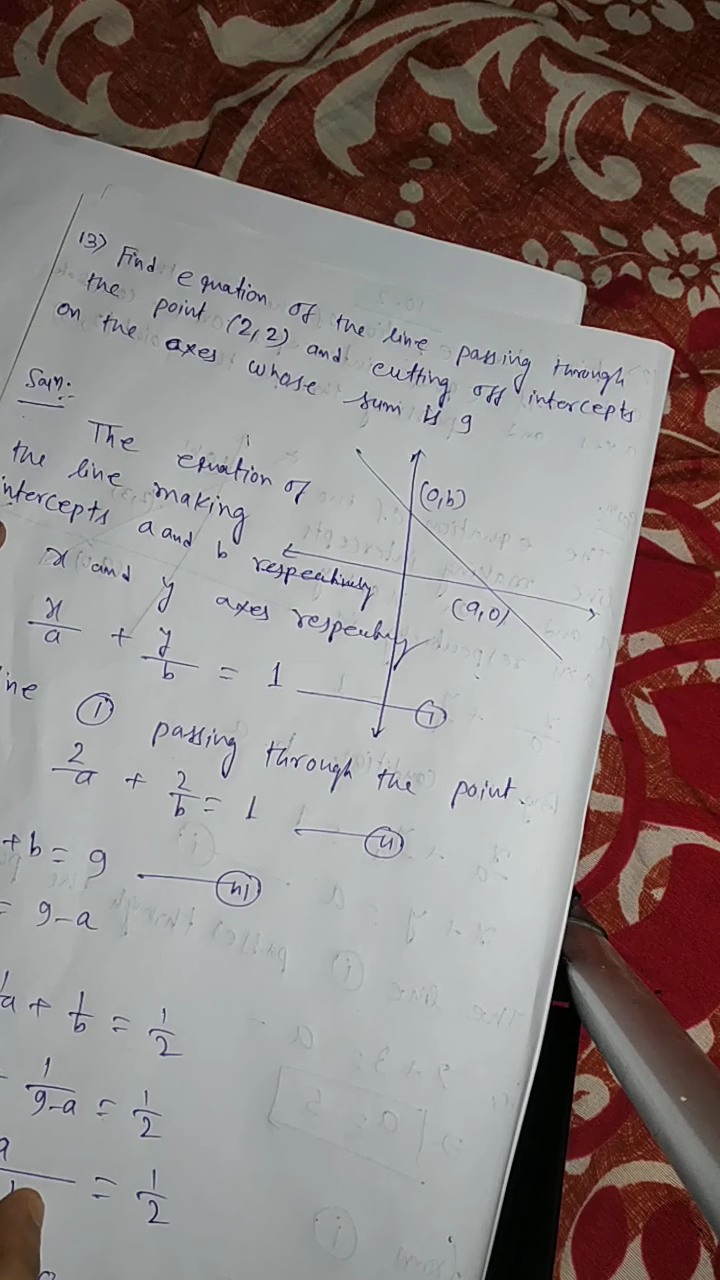 13) Find equation of the line passing through
the point (2,2) and cutting off intercepts
on the axes whose sum is 9
Soln:-
The equation of
the line making
intercepts a and b respectively
x and y axes respectively
(0,b)
(a,0)
x/a + y/b = 1 —— (i)
(i) passing through the point.
2/a + 2/b = 1 —— (ii)
+b = 9 —— (iii)
= 9-a
1/a + 1/b = 1/2
1/9-a = 1/2
= 1/2